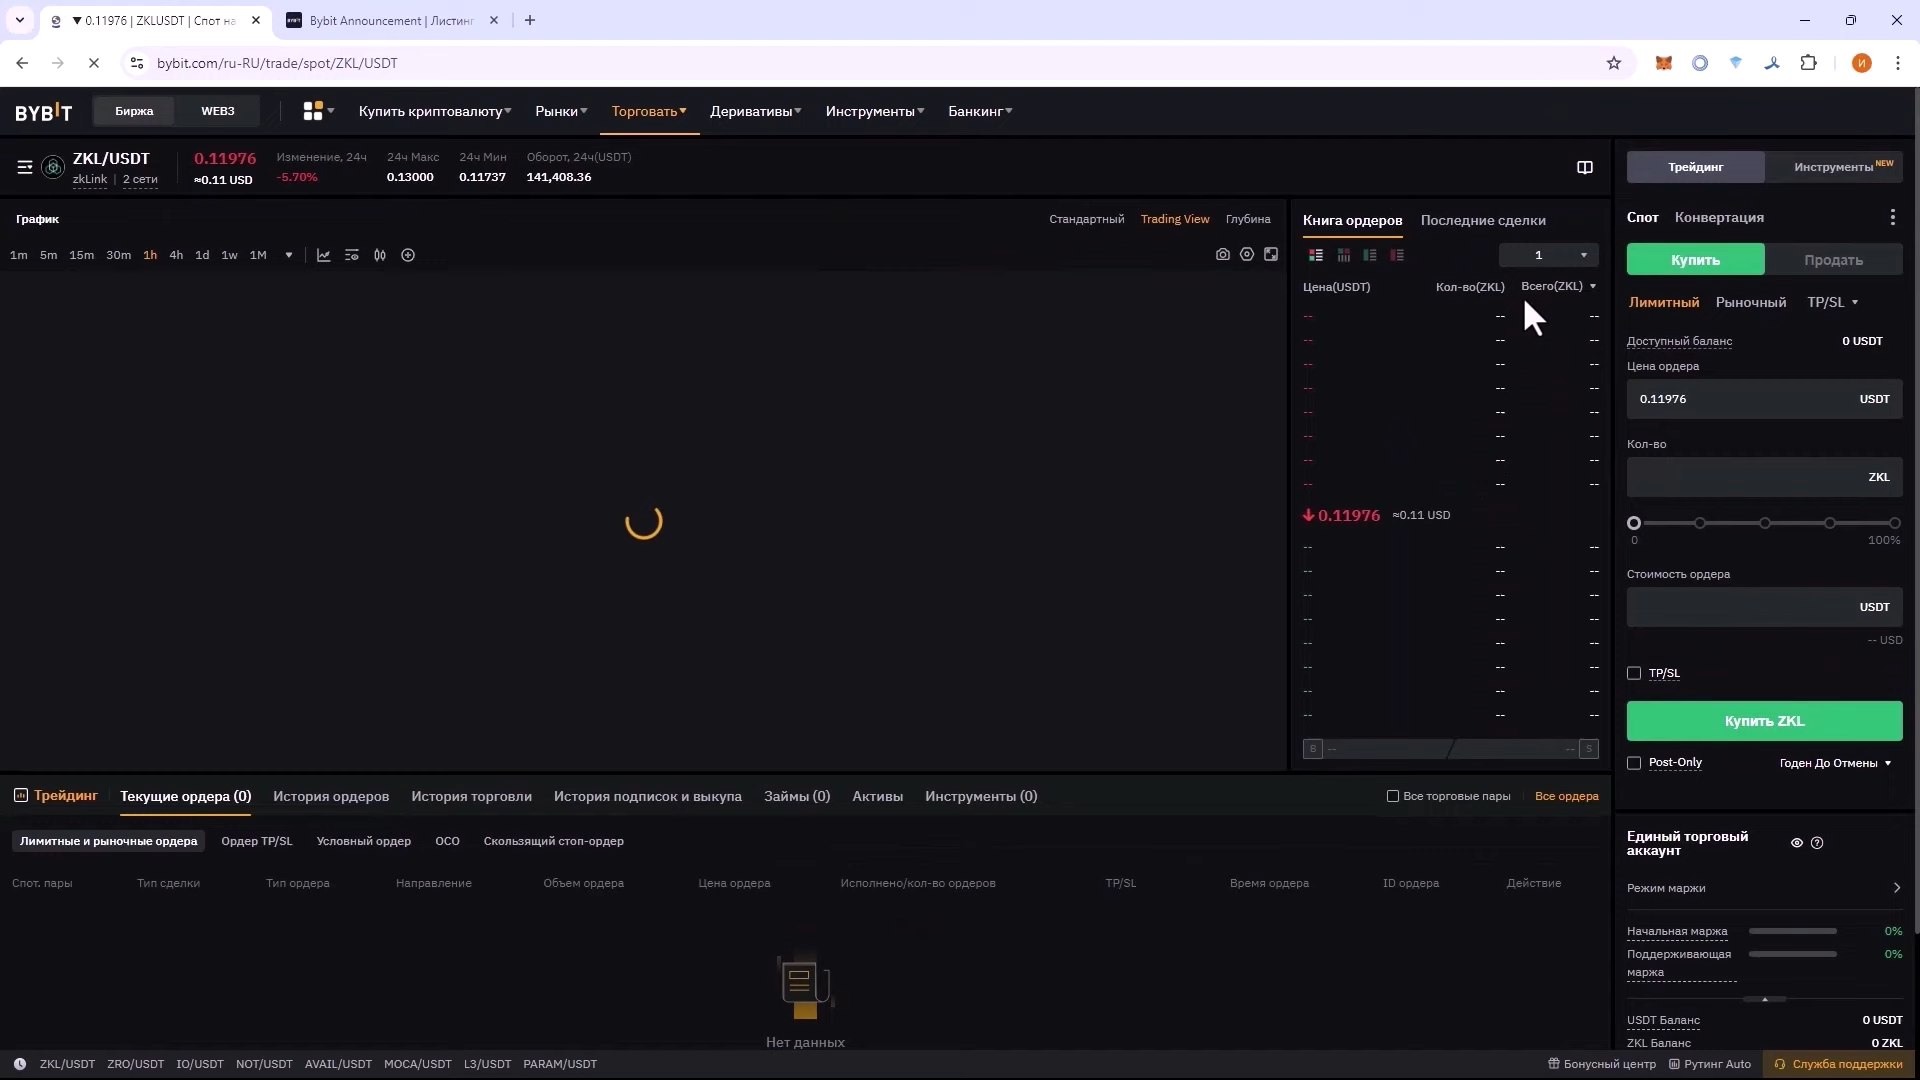 ▼ 0.11976 | ZKLUSDT | Спот на
Bybit Announcement | Листинг
bybit.com/ru-RU/trade/spot/ZKL/USDT
И
BYBIT
Биржа
WEB3
Купить криптовалюту
Рынки
Торговать
Деривативы
Инструменты
Банкинг
ZKL/USDT
zkLink | 2 сети
0.11976
≈0.11 USD
Изменение, 24ч
-5.70%
24ч Макс
0.13000
24ч Мин
0.11737
Оборот, 24ч(USDT)
141,408.36
Трейдинг
Инструменты NEW
График
Стандартный
Trading View
Глубина
1m 5m 15m 30m 1h 4h 1d 1w 1M
Книга ордеров
Последние сделки
1
Цена(USDT) Кол-во(ZKL) Всего(ZKL)
-- -- --
-- -- --
-- -- --
-- -- --
-- -- --
-- -- --
-- -- --
-- -- --
0.11976 ≈0.11 USD
-- -- --
-- -- --
-- -- --
-- -- --
-- -- --
-- -- --
-- -- --
-- -- --
B -- -- S
Спот
Конвертация
Купить
Продать
Лимитный
Рыночный
TP/SL
Доступный баланс 0 USDT
Цена ордера
0.11976 USDT
Кол-во
ZKL
0 100%
Стоимость ордера
USDT
-- USD
TP/SL
Купить ZKL
Post-Only
Годен До Отмены
Трейдинг
Текущие ордера (0)
История ордеров
История торговли
История подписок и выкупа
Займы (0)
Активы
Инструменты (0)
Все торговые пары
Все ордера
Лимитные и рыночные ордера
Ордер TP/SL
Условный ордер
OCO
Скользящий стоп-ордер
Спот. пары
Тип сделки
Тип ордера
Направление
Объем ордера
Цена ордера
Исполнено/кол-во ордеров
TP/SL
Время ордера
ID ордера
Действие
Нет данных
Единый торговый
аккаунт
Режим маржи
Начальная маржа 0%
Поддерживающая 0%
маржа
USDT Баланс 0 USDT
ZKL Баланс 0 ZKL
ZKL/USDT ZRO/USDT IO/USDT NOT/USDT AVAIL/USDT MOCA/USDT L3/USDT PARAM/USDT
Бонусный центр
Рутинг Auto
Служба поддержки